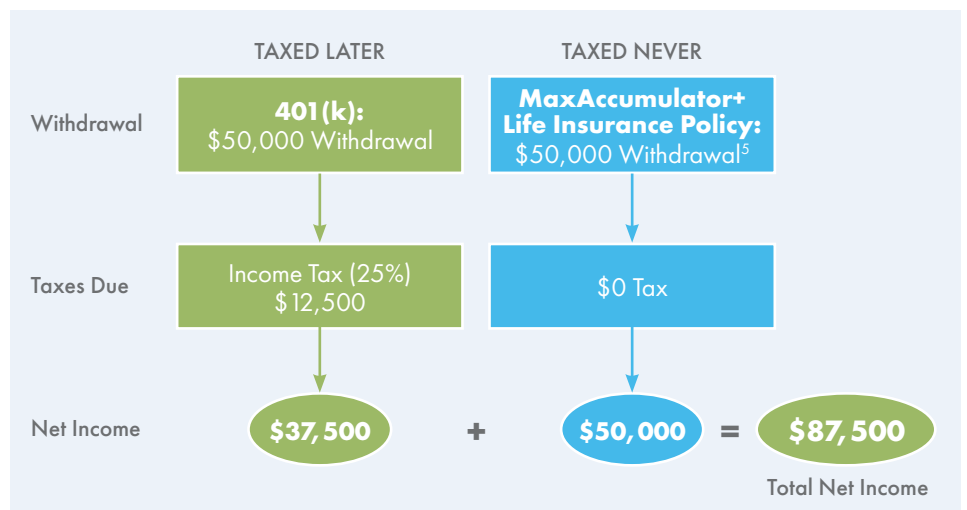 TAXED LATER
TAXED NEVER
Withdrawal
401(k):
$50,000 Withdrawal
MaxAccumulator+
Life Insurance Policy:
$50,000 Withdrawal⁵
Taxes Due
Income Tax (25%)
$12,500
$0 Tax
Net Income
$37,500
+
$50,000
=
$87,500
Total Net Income